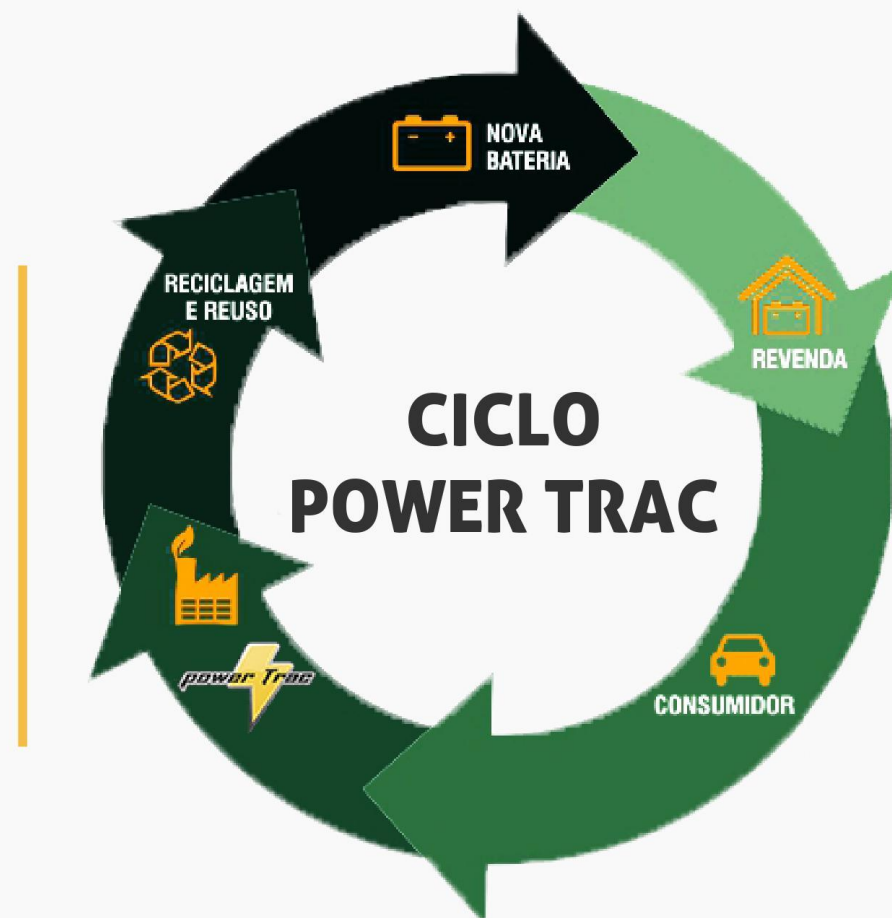 CICLO
POWER TRAC
NOVA
BATERIA
REVENDA
CONSUMIDOR
power Trac
RECICLAGEM
E REUSO